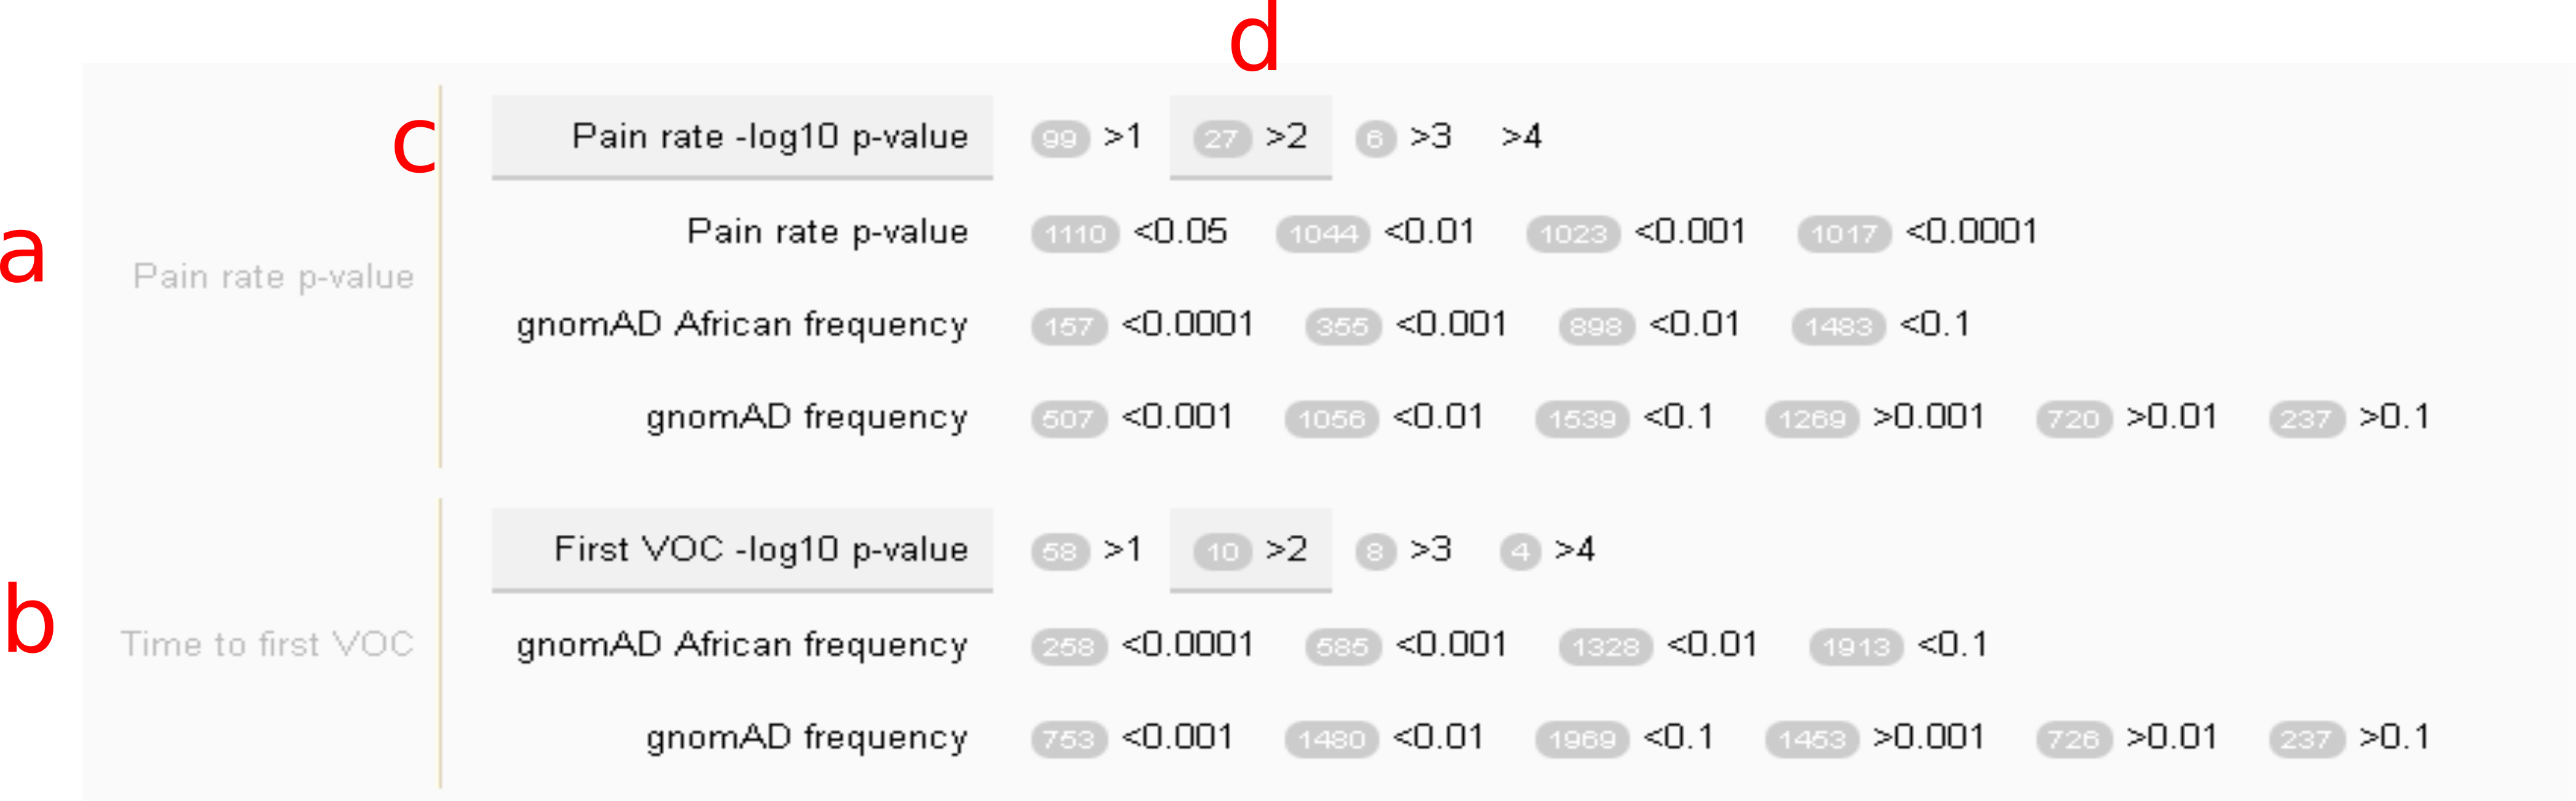 d
c
Pain rate -log10 p-value 99 >1 27 >2 6 >3 >4
a
Pain rate p-value
Pain rate p-value 1110 <0.05 1044 <0.01 1023 <0.001 1017 <0.0001
gnomAD African frequency 157 <0.0001 355 <0.001 898 <0.01 1483 <0.1
gnomAD frequency 507 <0.001 1056 <0.01 1539 <0.1 1269 >0.001 720 >0.01 237 >0.1
First VOC -log10 p-value 58 >1 10 >2 8 >3 4 >4
b
Time to first VOC
gnomAD African frequency 258 <0.0001 585 <0.001 1328 <0.01 1913 <0.1
gnomAD frequency 753 <0.001 1480 <0.01 1969 <0.1 1453 >0.001 726 >0.01 237 >0.1